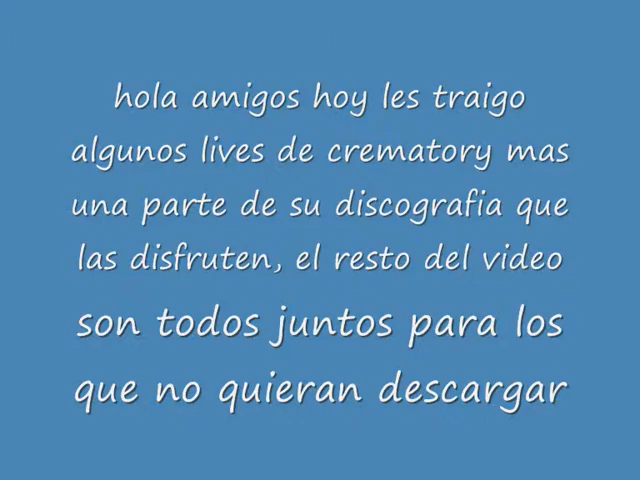 hola amigos hoy les traigo
algunos lives de crematory mas
una parte de su discografia que
las disfruten, el resto del video
son todos juntos para los
que no quieran descargar